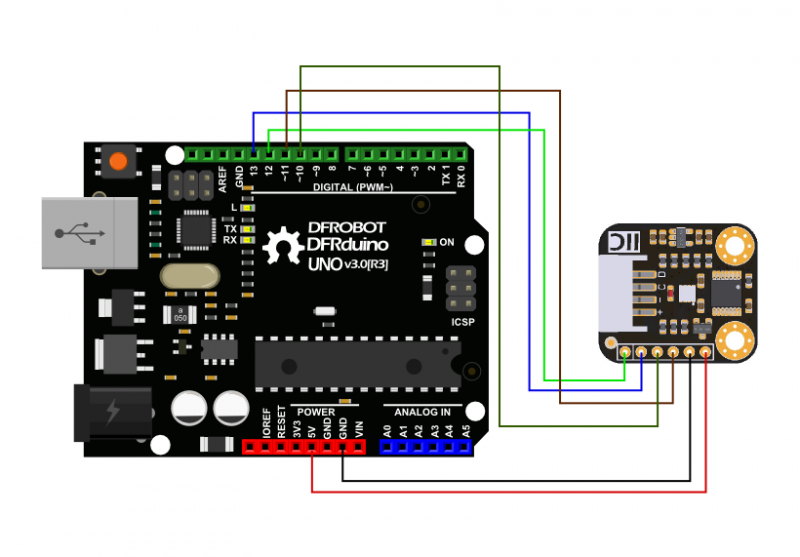 AREF
GND
13
12
~11
~10
~9
8
7
~6
~5
4
~3
2
TX 1
RX 0
DIGITAL (PWM~)
L
TX
RX
DFROBOT
DFRduino
UNO v3.0[R3]
ON
ICSP
a
050
IIC
D
C
-
+
IOREF
RESET
3V3
5V
GND
GND
VIN
POWER
ANALOG IN
A0
A1
A2
A3
A4
A5